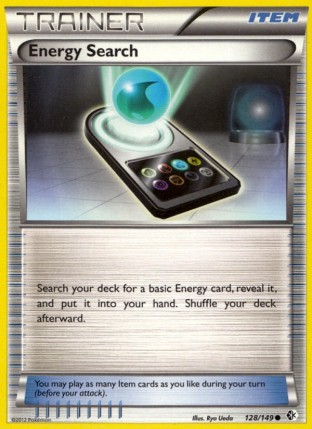 TRAINER ITEM
Energy Search
Search your deck for a basic Energy card, reveal it,
and put it into your hand. Shuffle your deck
afterward.
You may play as many Item cards as you like during your turn
(before your attack).
©2012 Pokémon Illus. Ryo Ueda 128/149